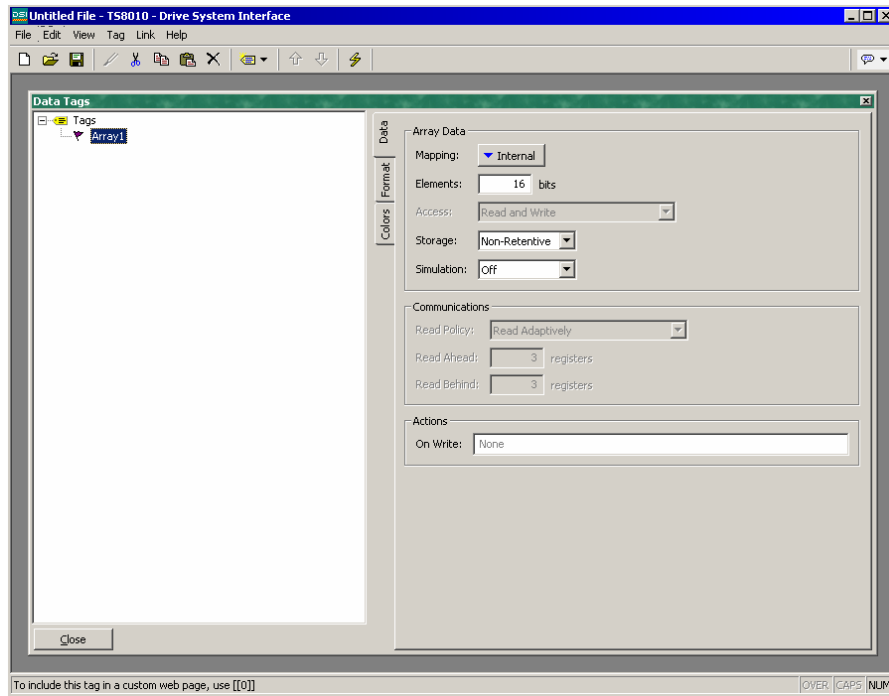 DSI Untitled File - TS8010 - Drive System Interface
File Edit View Tag Link Help
Data Tags
Tags
Array1
Data
Format
Colors
Array Data
Mapping: Internal
Elements: 16 bits
Access: Read and Write
Storage: Non-Retentive
Simulation: Off
Communications
Read Policy: Read Adaptively
Read Ahead: 3 registers
Read Behind: 3 registers
Actions
On Write: None
Close
To include this tag in a custom web page, use [[0]]
OVER CAPS NUM